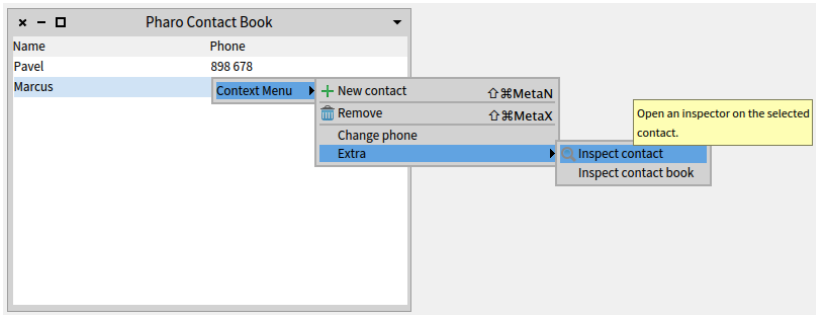 Pharo Contact Book
Name Phone
Pavel 898 678
Marcus
Context Menu
New contact ⇧⌘MetaN
Remove ⇧⌘MetaX
Change phone
Extra
Open an inspector on the selected
contact.
Inspect contact
Inspect contact book